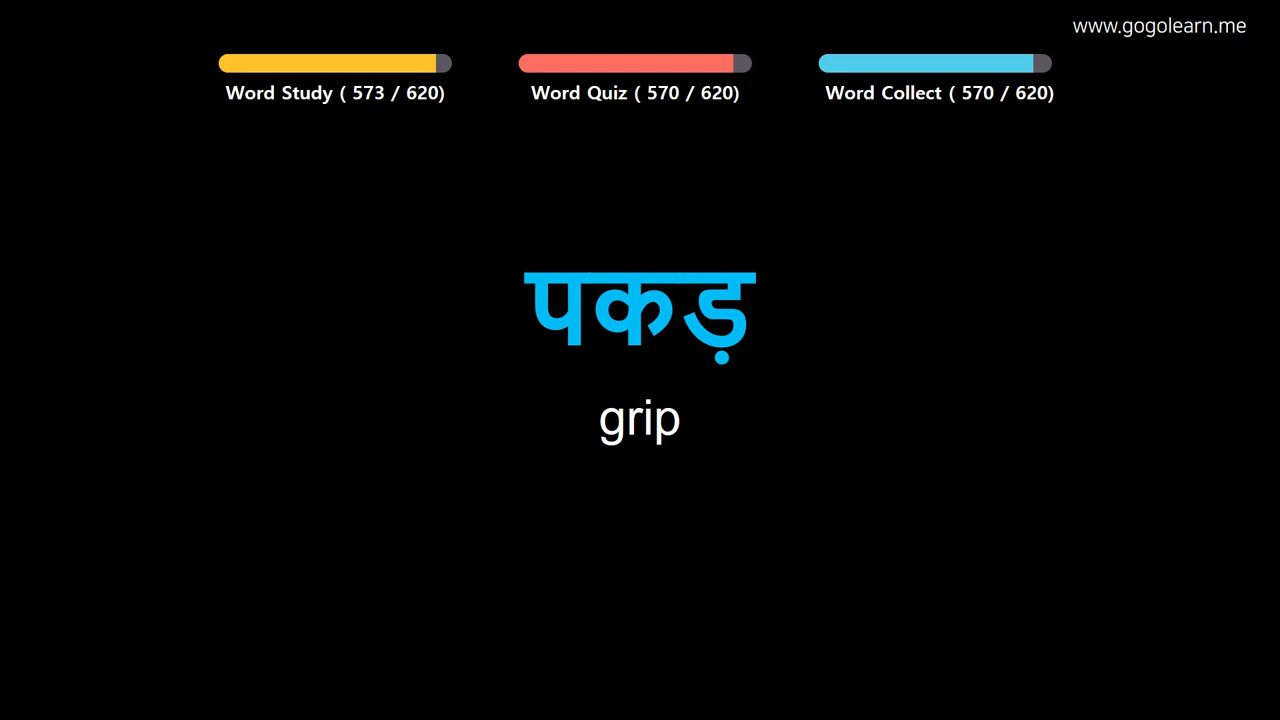 www.gogolearn.me
Word Study ( 573 / 620)
Word Quiz ( 570 / 620)
Word Collect ( 570 / 620)
पकड़
grip